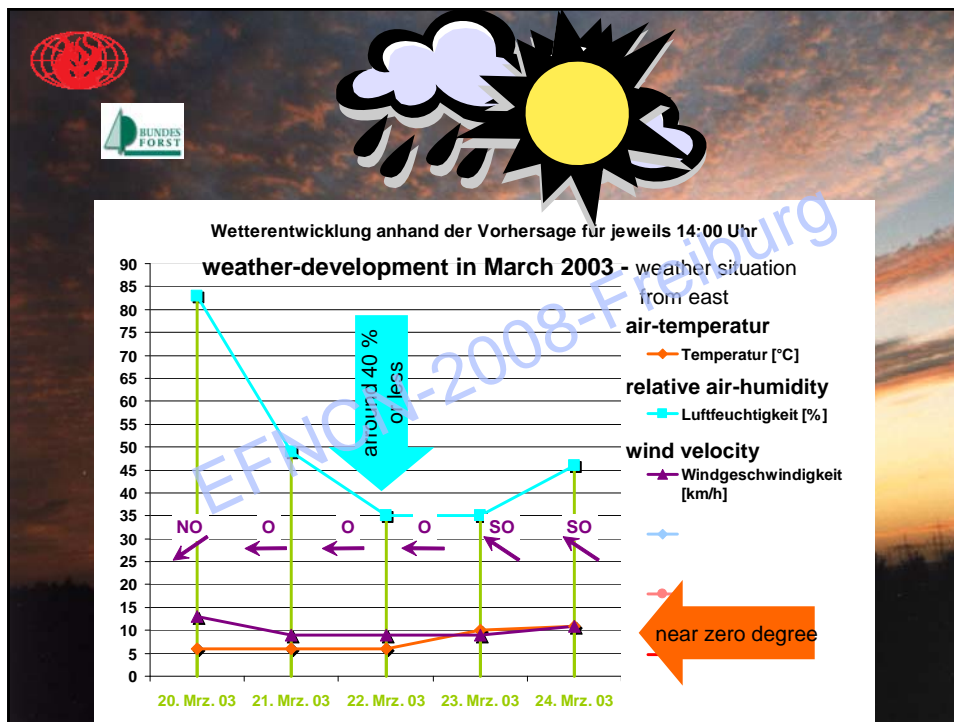 BUNDES
FORST
Wetterentwicklung anhand der Vorhersage für jeweils 14:00 Uhr
weather-development in March 2003 - weather situation
from east
90
85
80
75
70
65
60
55
50
45
40
35
30
25
20
15
10
5
0
arround 40 %
or less
NO O O O SO SO
20. Mrz. 03 21. Mrz. 03 22. Mrz. 03 23. Mrz. 03 24. Mrz. 03
air-temperatur
Temperatur [°C]
relative air-humidity
Luftfeuchtigkeit [%]
wind velocity
Windgeschwindigkeit
[km/h]
near zero degree
EFNCN-2008-Freiburg